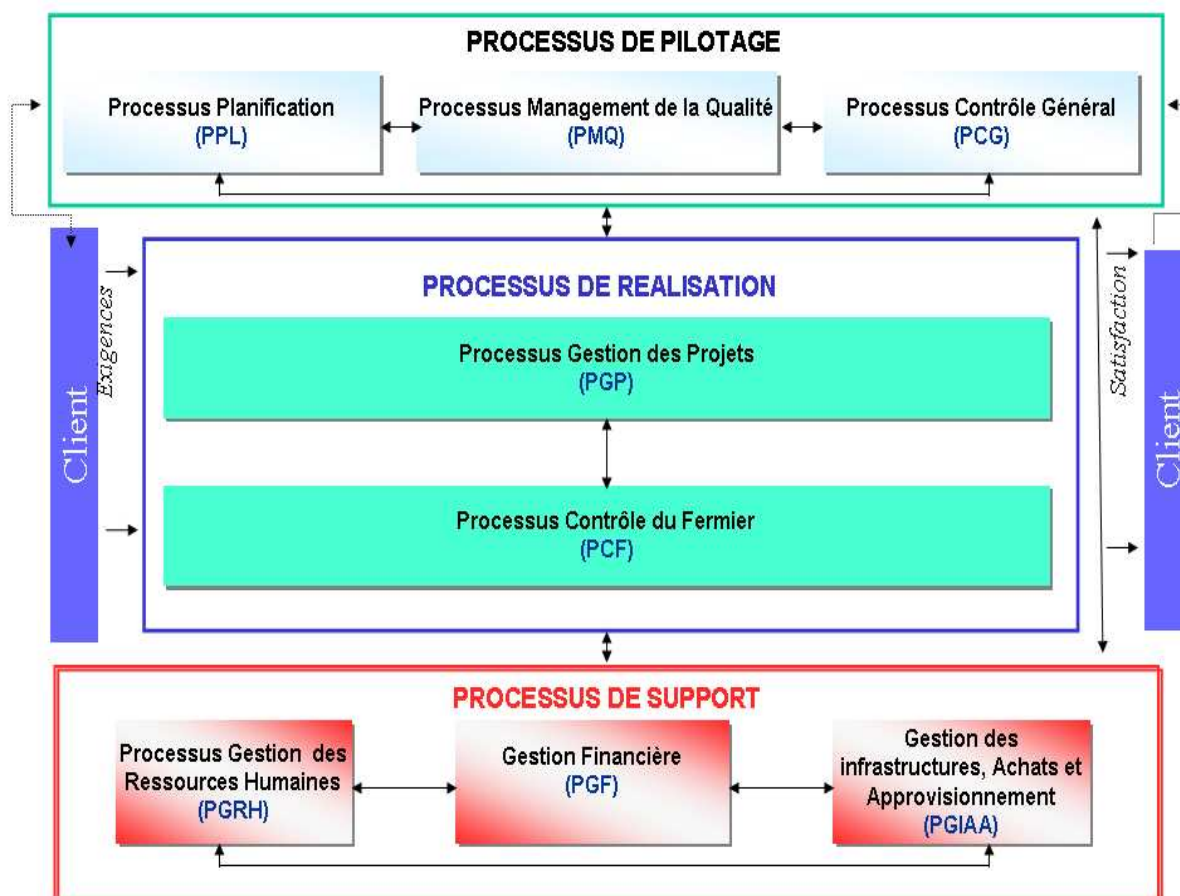 PROCESSUS DE PILOTAGE
Processus Planification
(PPL)
Processus Management de la Qualité
(PMQ)
Processus Contrôle Général
(PCG)
Client
Exigences
PROCESSUS DE REALISATION
Processus Gestion des Projets
(PGP)
Processus Contrôle du Fermier
(PCF)
Satisfaction
Client
PROCESSUS DE SUPPORT
Processus Gestion des
Ressources Humaines
(PGRH)
Gestion Financière
(PGF)
Gestion des
infrastructures, Achats et
Approvisionnement
(PGIAA)